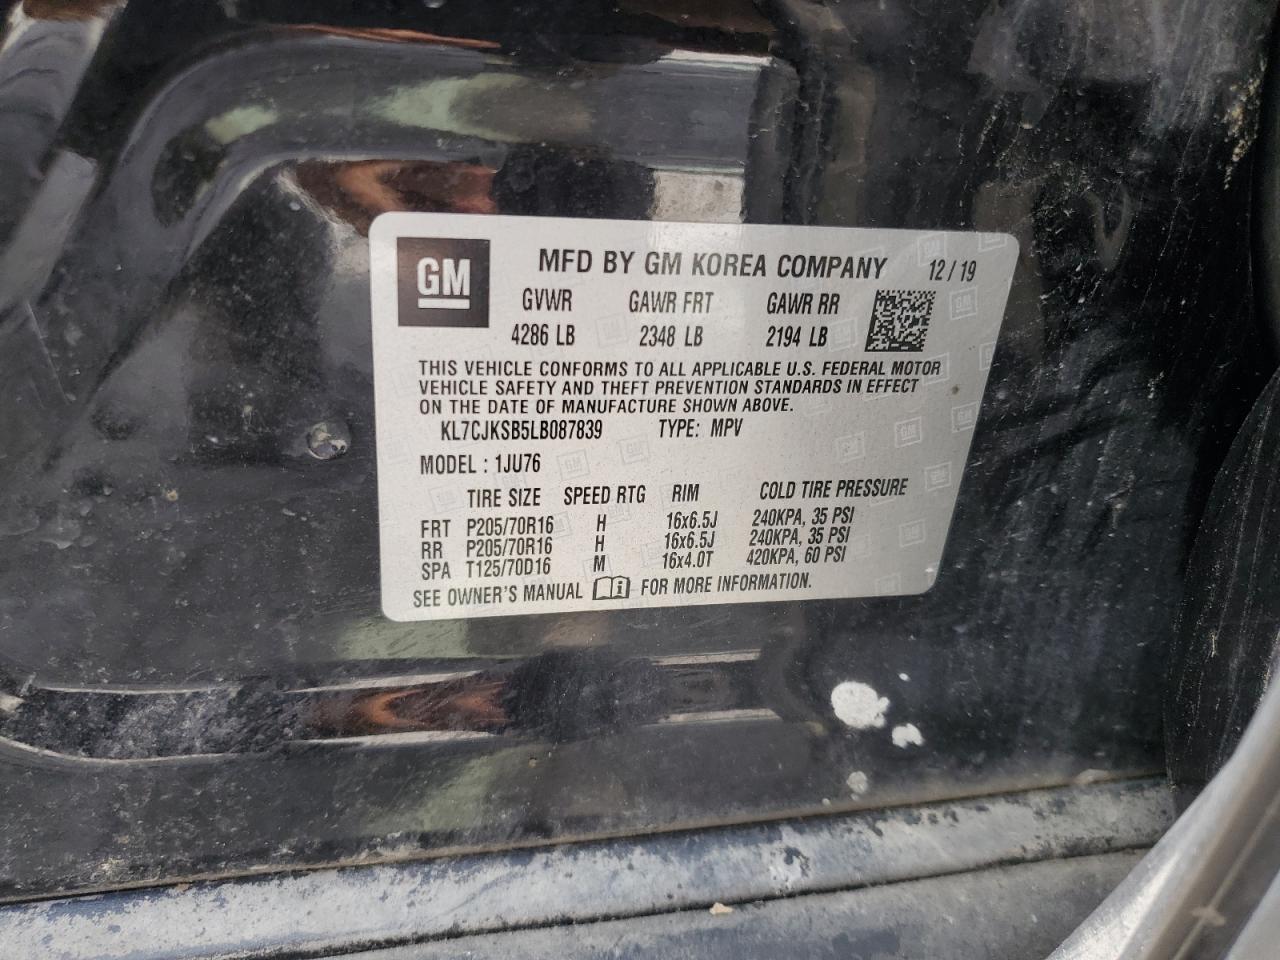 GM MFD BY GM KOREA COMPANY 12/19
GVWR GAWR FRT GAWR RR
4286 LB 2348 LB 2194 LB
THIS VEHICLE CONFORMS TO ALL APPLICABLE U.S. FEDERAL MOTOR
VEHICLE SAFETY AND THEFT PREVENTION STANDARDS IN EFFECT
ON THE DATE OF MANUFACTURE SHOWN ABOVE.
KL7CJKSB5LB087839 TYPE: MPV
MODEL : 1JU76
TIRE SIZE SPEED RTG RIM COLD TIRE PRESSURE
FRT P205/70R16 H 16x6.5J 240KPA, 35 PSI
RR P205/70R16 H 16x6.5J 240KPA, 35 PSI
SPA T125/70D16 M 16x4.0T 420KPA, 60 PSI
SEE OWNER'S MANUAL FOR MORE INFORMATION.